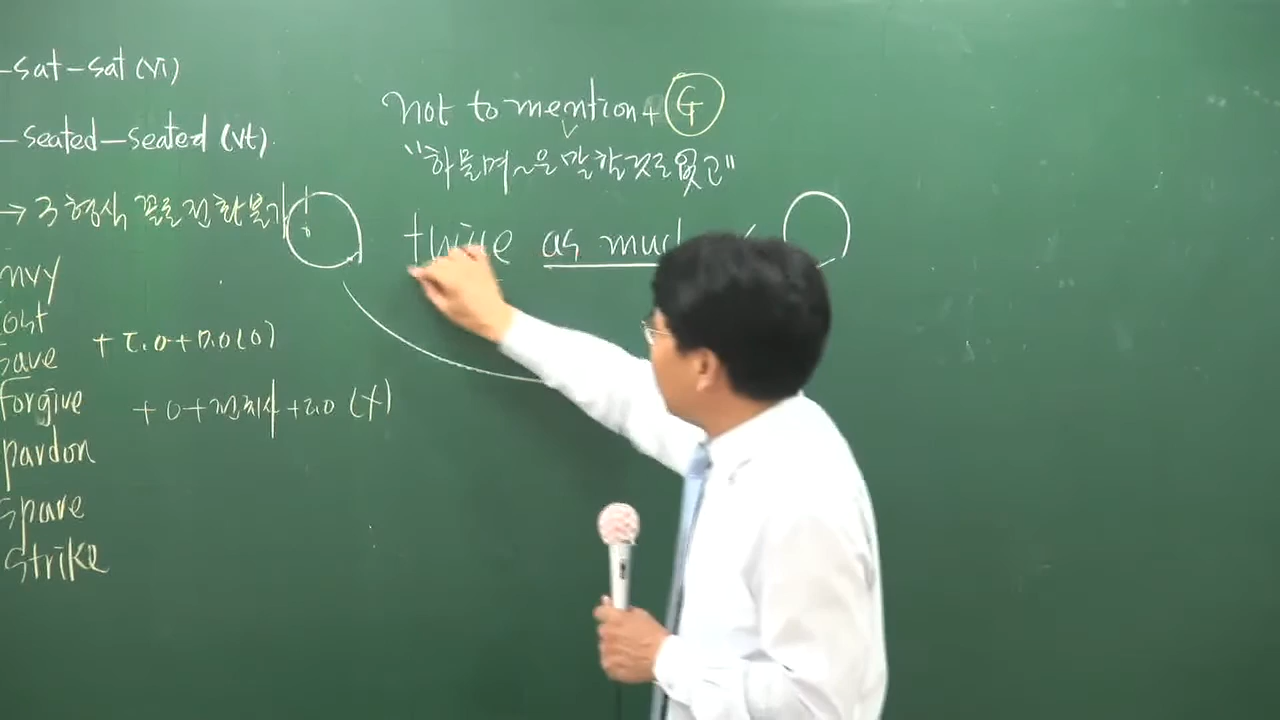 -sat-sat (vi)
-seated-seated (vt).
→ 3형식 꼴로 전환불가!
nvy
ost
save
forgive
pardon
spare
strike
+ I.O + D.O (O)
+ O + 전치사 + I.O (X)
not to mention + G
"하물며 ~은 말할것도 없고"
twice as muc